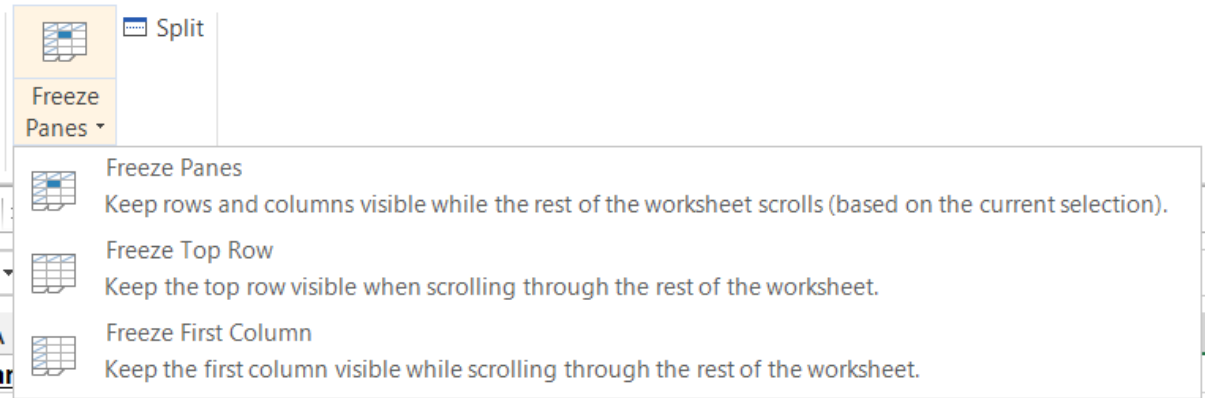 Split
Freeze
Panes
Freeze Panes
Keep rows and columns visible while the rest of the worksheet scrolls (based on the current selection).
Freeze Top Row
Keep the top row visible when scrolling through the rest of the worksheet.
Freeze First Column
Keep the first column visible while scrolling through the rest of the worksheet.